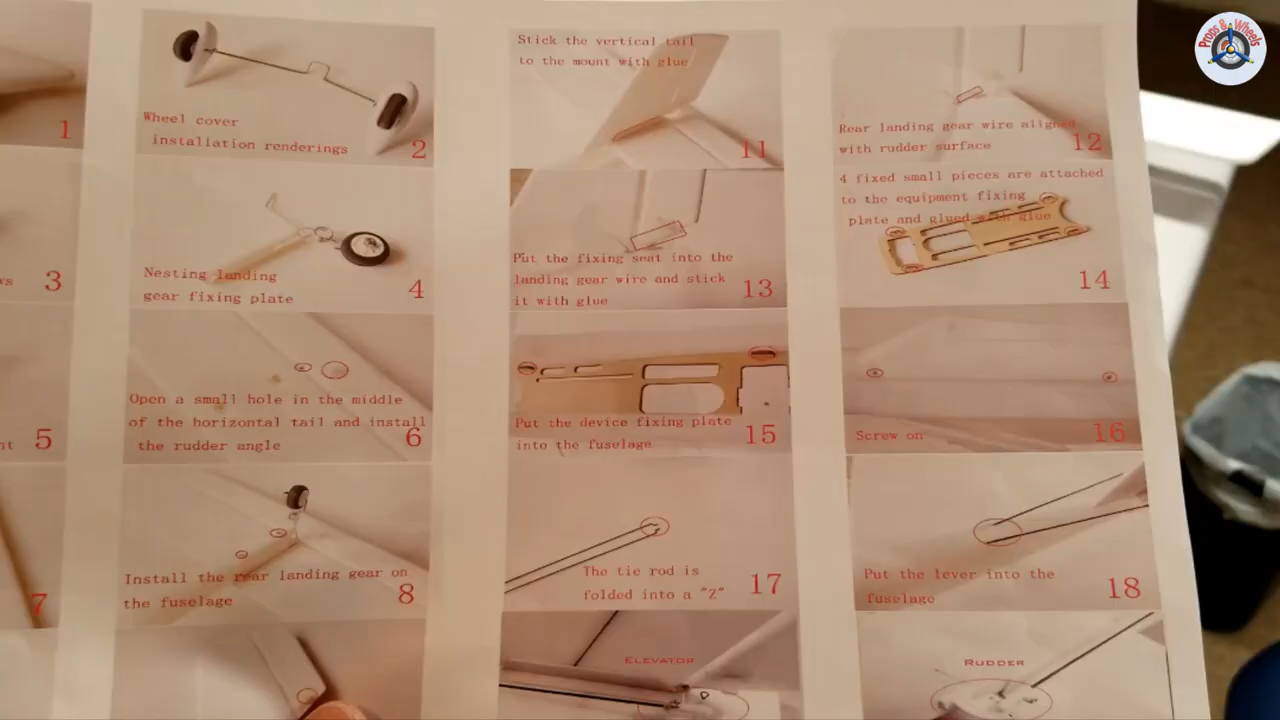 Props & Wheels
1
Wheel cover
installation renderings
2
ws
3
Nesting landing
gear fixing plate
4
nt
5
Open a small hole in the middle
of the horizontal tail and install
the rudder angle
6
7
Install the rear landing gear on
the fuselage
8
Stick the vertical tail
to the mount with glue
11
Rear landing gear wire aligned
with rudder surface
12
Put the fixing seat into the
landing gear wire and stick
it with glue
13
4 fixed small pieces are attached
to the equipment fixing
plate and glued with glue
14
Put the device fixing plate
into the fuselage
15
Screw on
16
The tie rod is
folded into a "Z"
17
Put the lever into the
fuselage
18
ELEVATOR
RUDDER